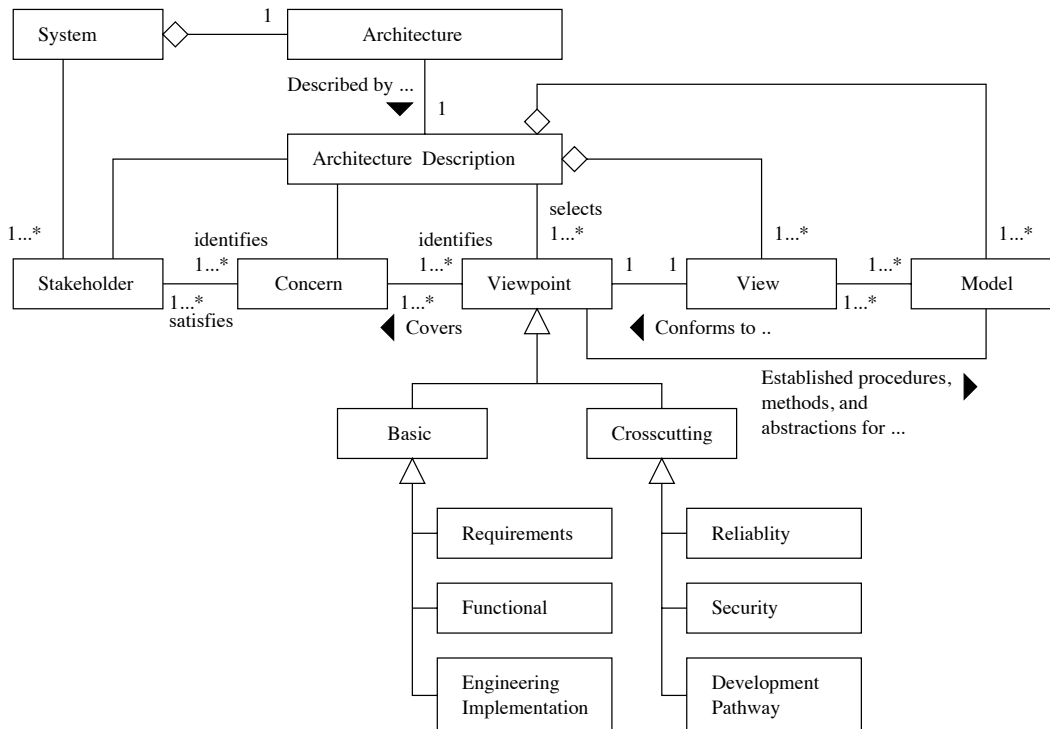 System
1
Architecture
Described by ...
1
Architecture Description
selects
1...*
identifies
1...*
identifies
1...*
1...*
1...*
1...*
1...*
Stakeholder
Concern
Viewpoint
1
1
View
Model
1...*
satisfies
1...*
Covers
Conforms to ..
1...*
Established procedures,
methods, and
abstractions for ...
Basic
Crosscutting
Requirements
Reliablity
Functional
Security
Engineering
Implementation
Development
Pathway